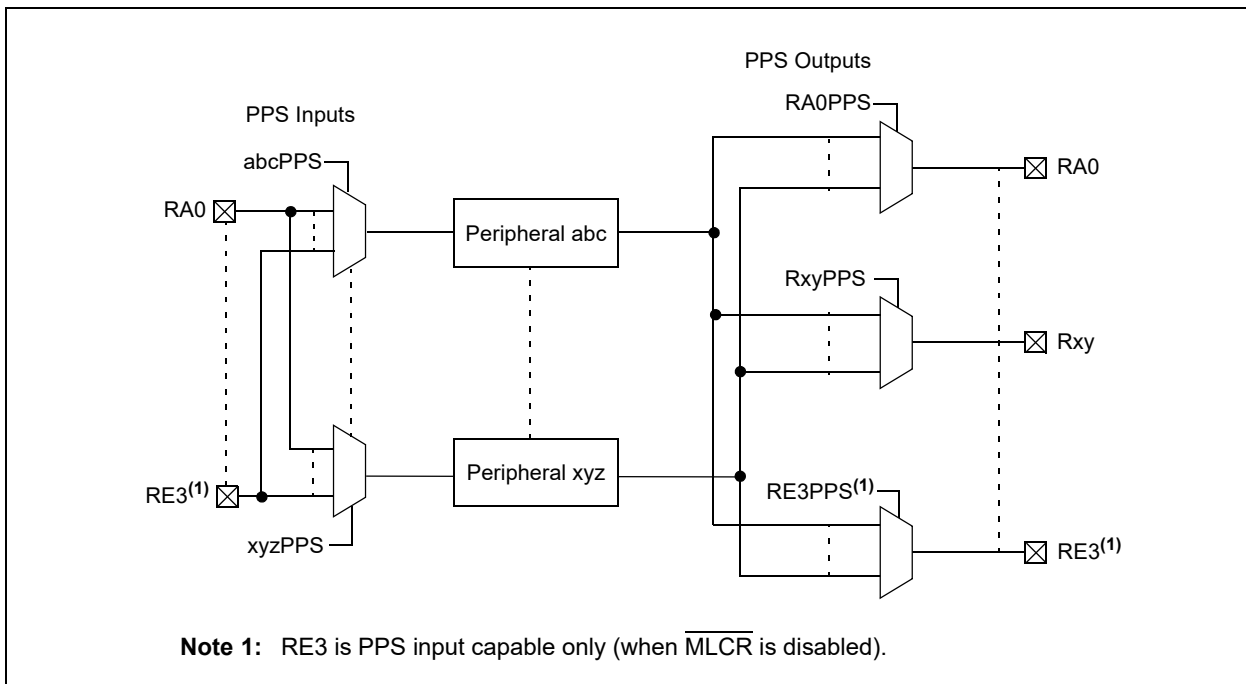 PPS Outputs
RA0PPS
PPS Inputs
abcPPS
RA0
RA0
Peripheral abc
RxyPPS
Rxy
Peripheral xyz
RE3(1)
RE3PPS(1)
xyzPPS
RE3(1)
Note 1: RE3 is PPS input capable only (when MLCR is disabled).